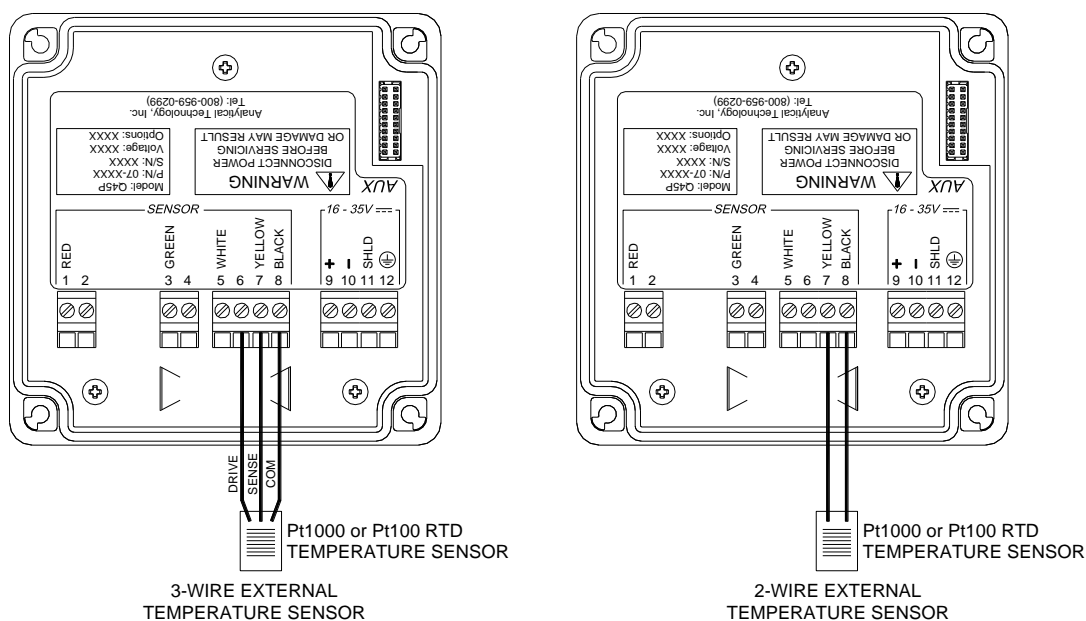 Tel: (800-959-0299)
Analytical Technology, Inc.
Options: XXXX
Voltage: XXXX
S/N: XXXX
P/N: 07-XXXX
Model: Q45P
OR DAMAGE MAY RESULT
BEFORE SERVICING
DISCONNECT POWER
WARNING
AUX
SENSOR
16 - 35V
RED
GREEN
WHITE
YELLOW
BLACK
+
-
SHLD
1 2 3 4 5 6 7 8 9 10 11 12
DRIVE
SENSE
COM
Pt1000 or Pt100 RTD
TEMPERATURE SENSOR
3-WIRE EXTERNAL
TEMPERATURE SENSOR
Tel: (800-959-0299)
Analytical Technology, Inc.
Options: XXXX
Voltage: XXXX
S/N: XXXX
P/N: 07-XXXX
Model: Q45P
OR DAMAGE MAY RESULT
BEFORE SERVICING
DISCONNECT POWER
WARNING
AUX
SENSOR
16 - 35V
RED
GREEN
WHITE
YELLOW
BLACK
+
-
SHLD
1 2 3 4 5 6 7 8 9 10 11 12
Pt1000 or Pt100 RTD
TEMPERATURE SENSOR
2-WIRE EXTERNAL
TEMPERATURE SENSOR